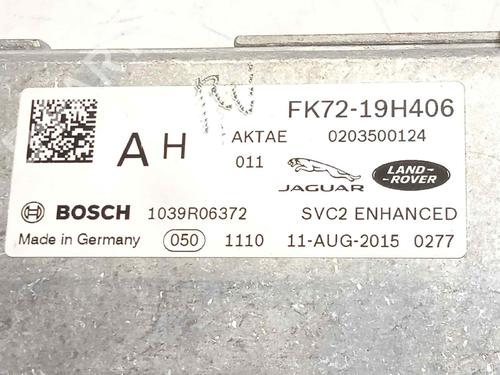 FK72-19H406
A H
AKTAE 0203500124
011
JAGUAR
LAND-ROVER
BOSCH 1039R06372 SVC2 ENHANCED
Made in Germany 050 1110 11-AUG-2015 0277